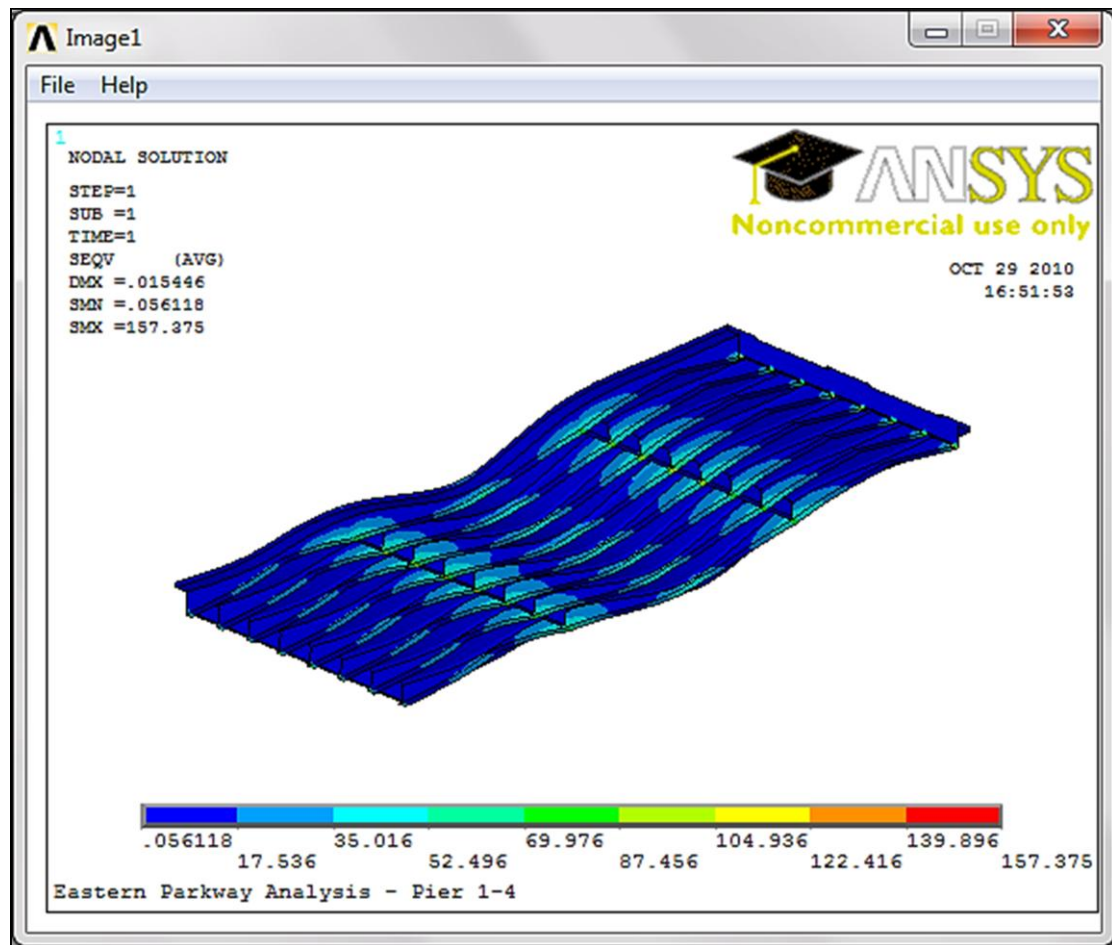 Image1
File Help
1
NODAL SOLUTION
STEP=1
SUB =1
TIME=1
SEQV (AVG)
DMX =.015446
SMN =.056118
SMX =157.375
ANSYS
Noncommercial use only
OCT 29 2010
16:51:53
.056118 35.016 69.976 104.936 139.896
17.536 52.496 87.456 122.416 157.375
Eastern Parkway Analysis - Pier 1-4